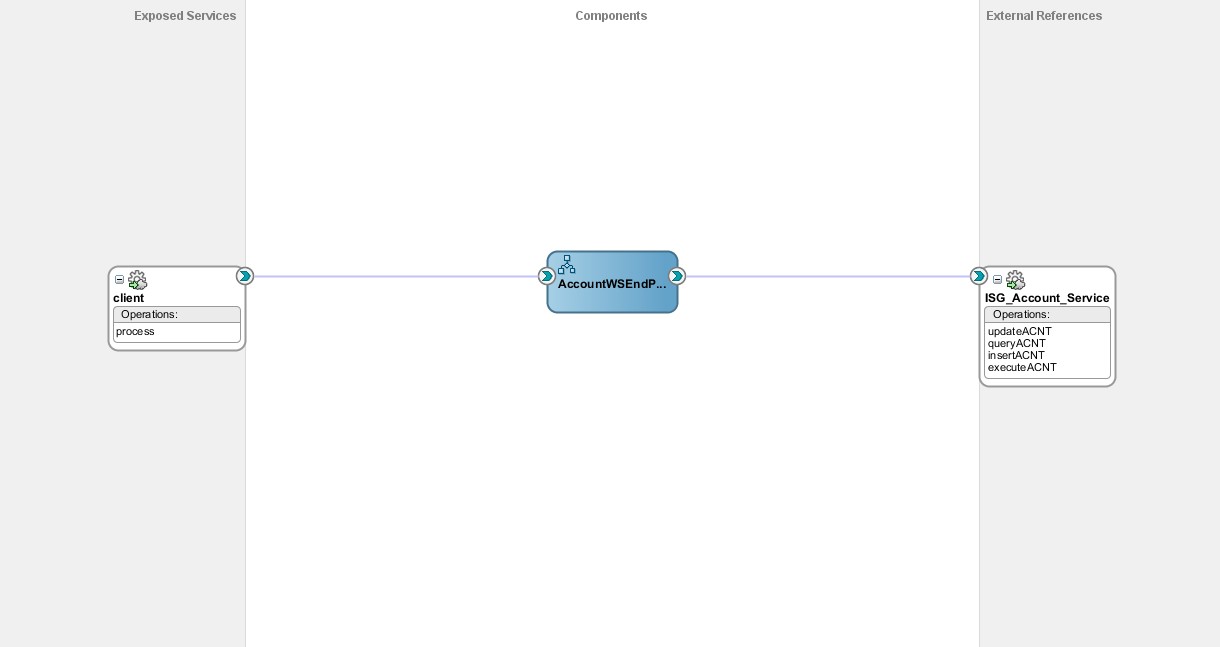 Exposed Services
Components
External References
client
Operations:
process
AccountWSEndP...
ISG_Account_Service
Operations:
updateACNT
queryACNT
insertACNT
executeACNT